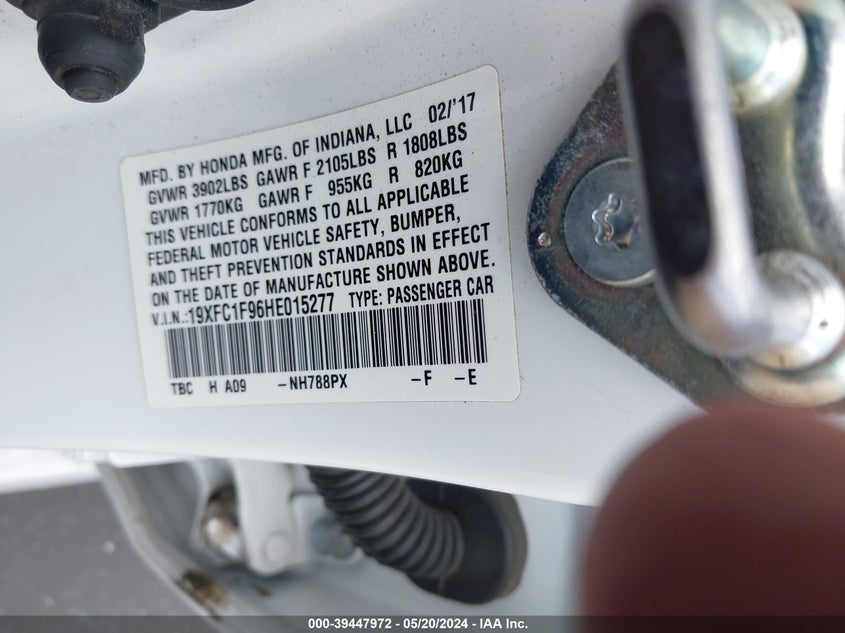 MFD. BY HONDA MFG. OF INDIANA, LLC 02/'17
GVWR 3902LBS GAWR F 2105LBS R 1808LBS
GVWR 1770KG GAWR F 955KG R 820KG
THIS VEHICLE CONFORMS TO ALL APPLICABLE
FEDERAL MOTOR VEHICLE SAFETY, BUMPER,
AND THEFT PREVENTION STANDARDS IN EFFECT
ON THE DATE OF MANUFACTURE SHOWN ABOVE.
V.I.N.:19XFC1F96HE015277 TYPE: PASSENGER CAR
TBC H A09 -NH788PX -F -E
000-39447972 / 05/20/2024 - IAA Inc.